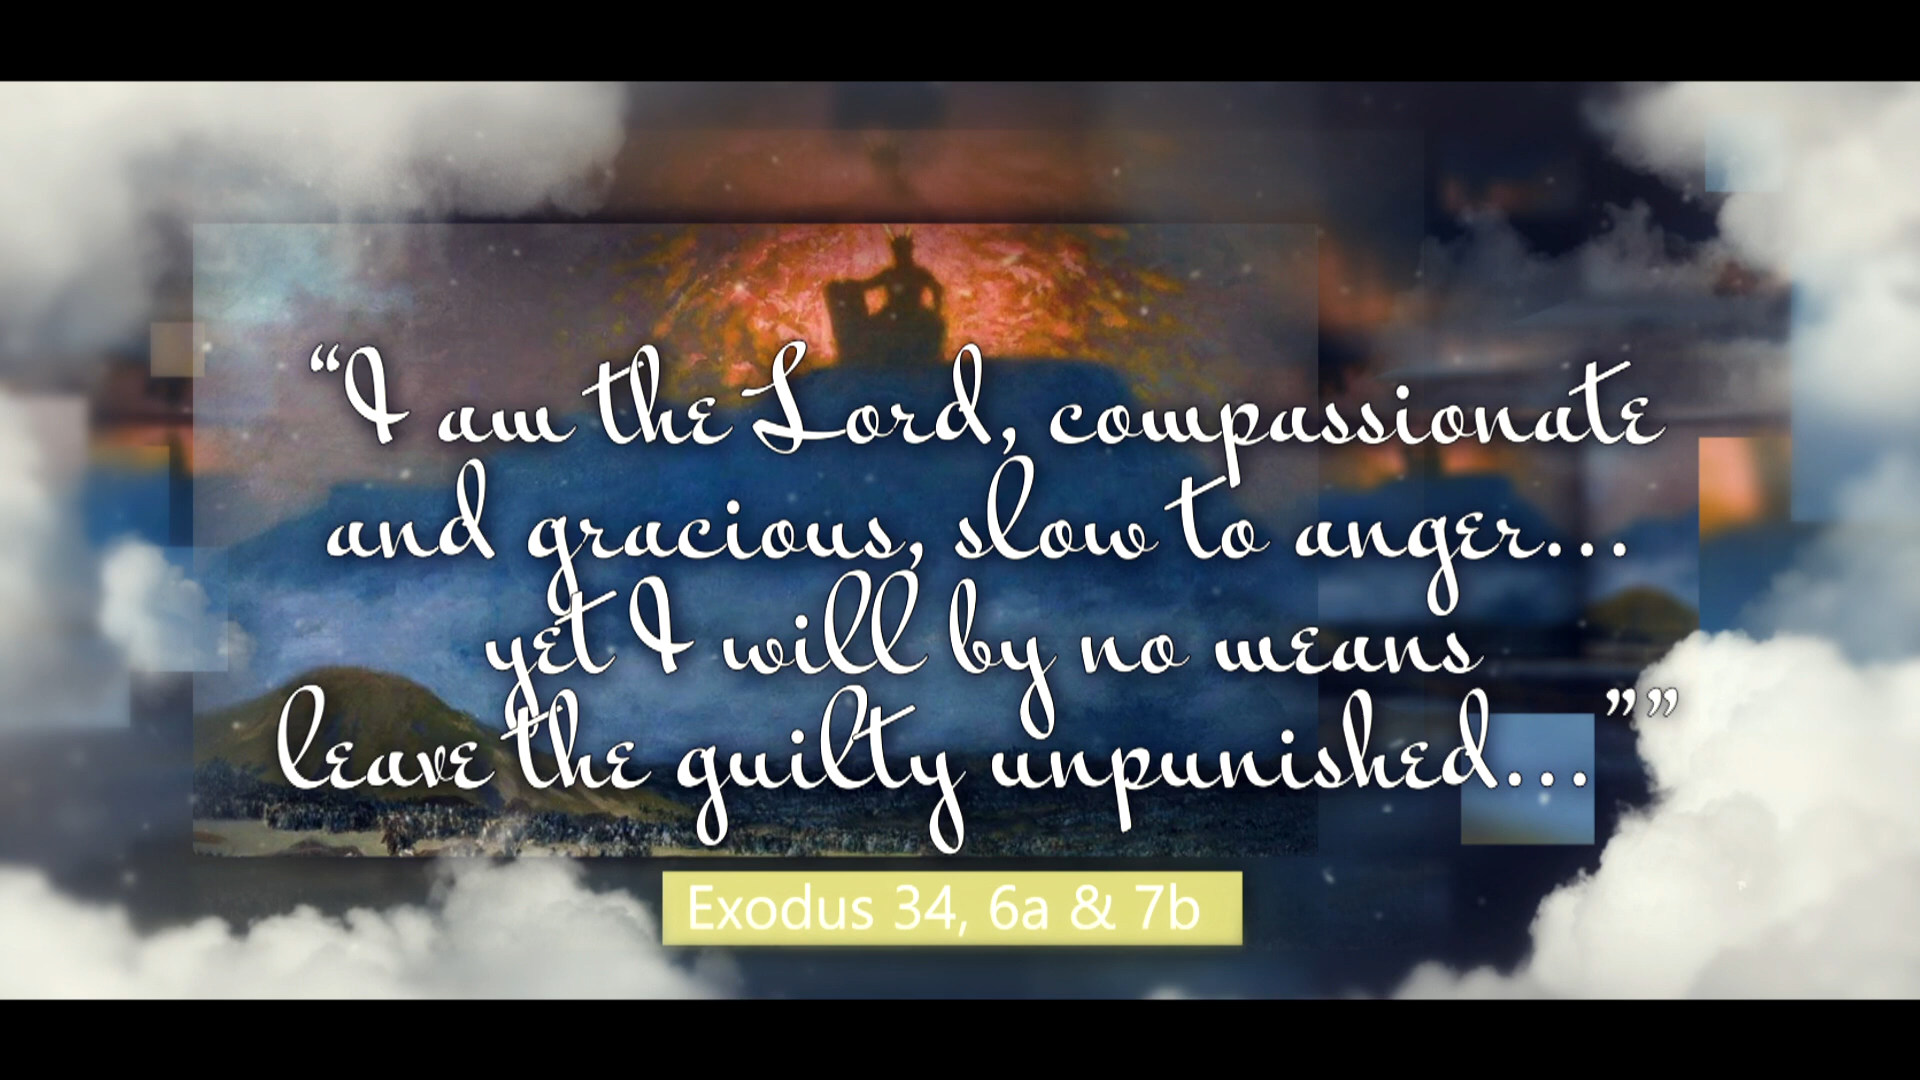 “I am the Lord, compassionate
and gracious, slow to anger...
yet I will by no means
leave the guilty unpunished...””
Exodus 34, 6a & 7b